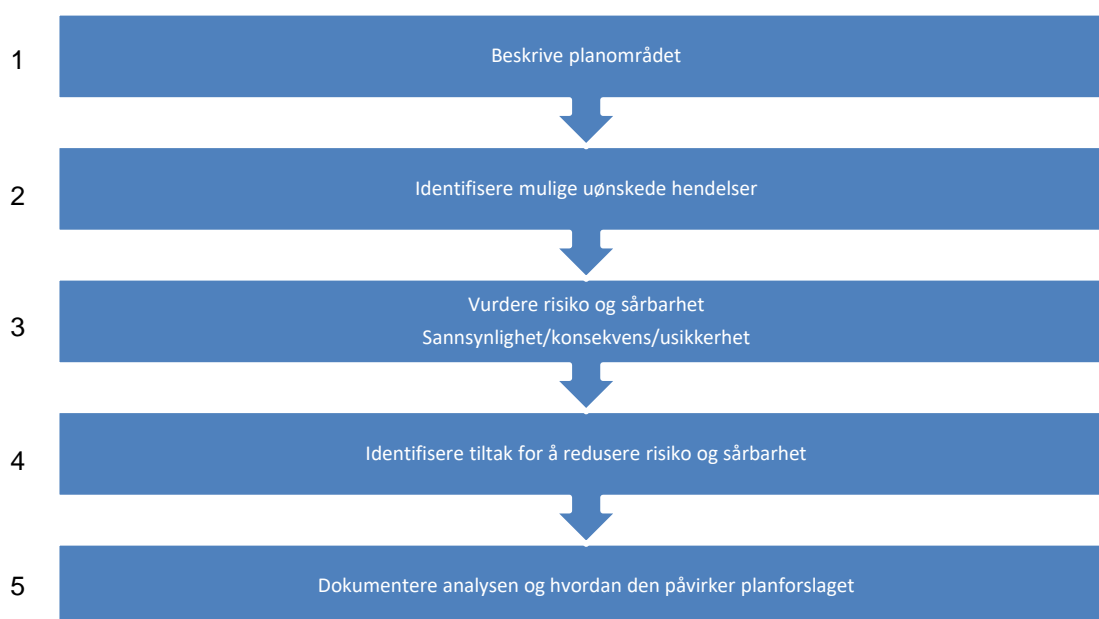 1
Beskrive planområdet
2
Identifisere mulige uønskede hendelser
3
Vurdere risiko og sårbarhet
Sannsynlighet/konsekvens/usikkerhet
4
Identifisere tiltak for å redusere risiko og sårbarhet
5
Dokumentere analysen og hvordan den påvirker planforslaget